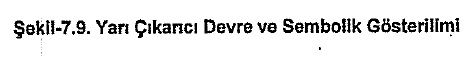 Şekil-7.9. Yarı Çıkarıcı Devre ve Sembolik Gösterilimi